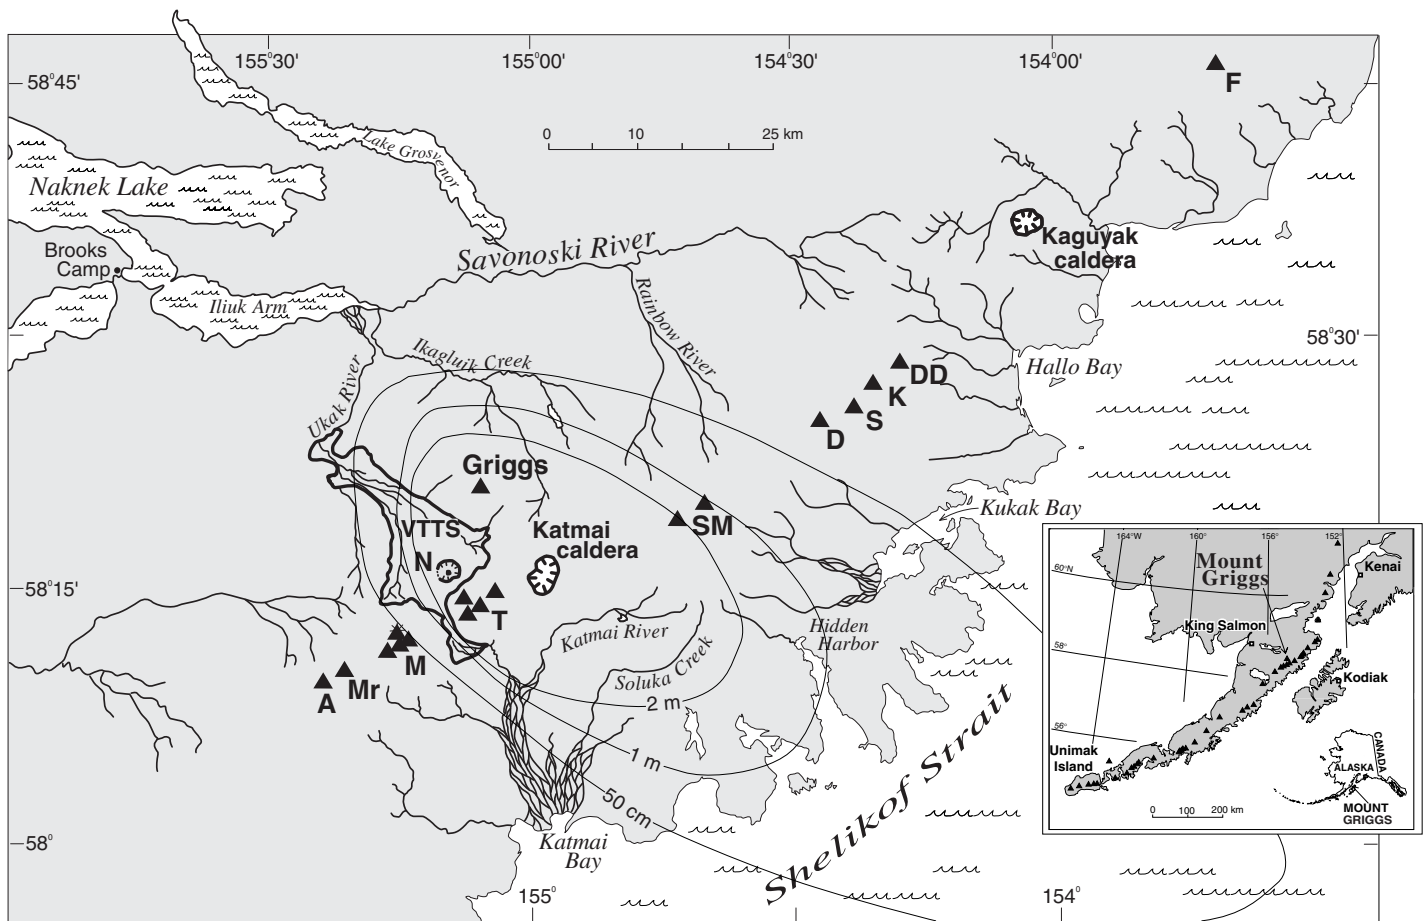 155°30'
155°00'
154°30'
154°00'
58°45'
F
0 10 25 km
Lake Grosvenor
Naknek Lake
Brooks
Camp
Savonoski River
Kaguyak
caldera
Iliuk Arm
Rainbow River
58°30'
Ikagluik Creek
Hallo Bay
Ukak River
DD
K
S
D
Griggs
SM
Kukak Bay
VTTS
N
Katmai
caldera
58°15'
T
Katmai River
Hidden
Harbor
M
Mr
A
Soluka Creek
2 m
1 m
50 cm
Shelikof Strait
58°
Katmai
Bay
155°
154°
164°W
160°
156°
152°
60°N
Mount
Griggs
Kenai
King Salmon
58°
Kodiak
56°
Unimak
Island
CANADA
ALASKA
0 100 200 km
MOUNT
GRIGGS